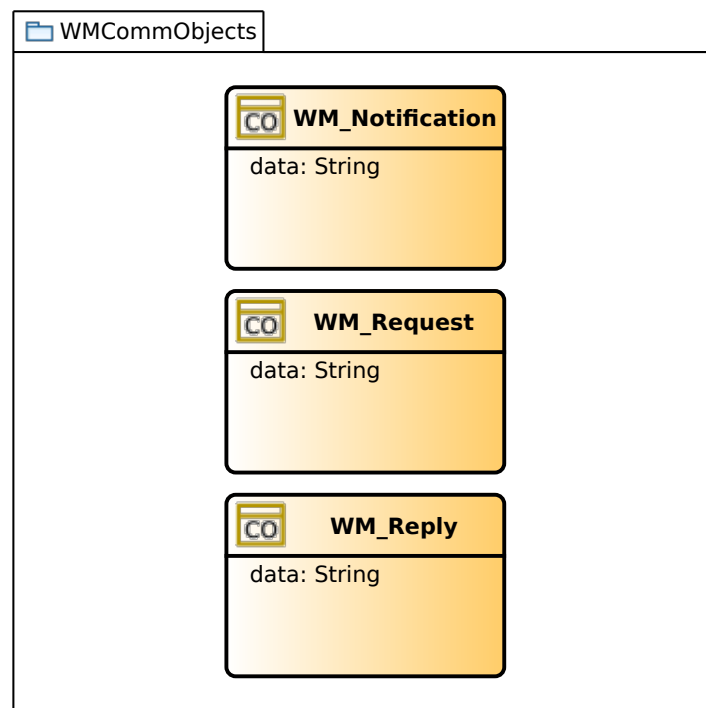 WMCommObjects
CO WM_Notification
data: String
CO WM_Request
data: String
CO WM_Reply
data: String